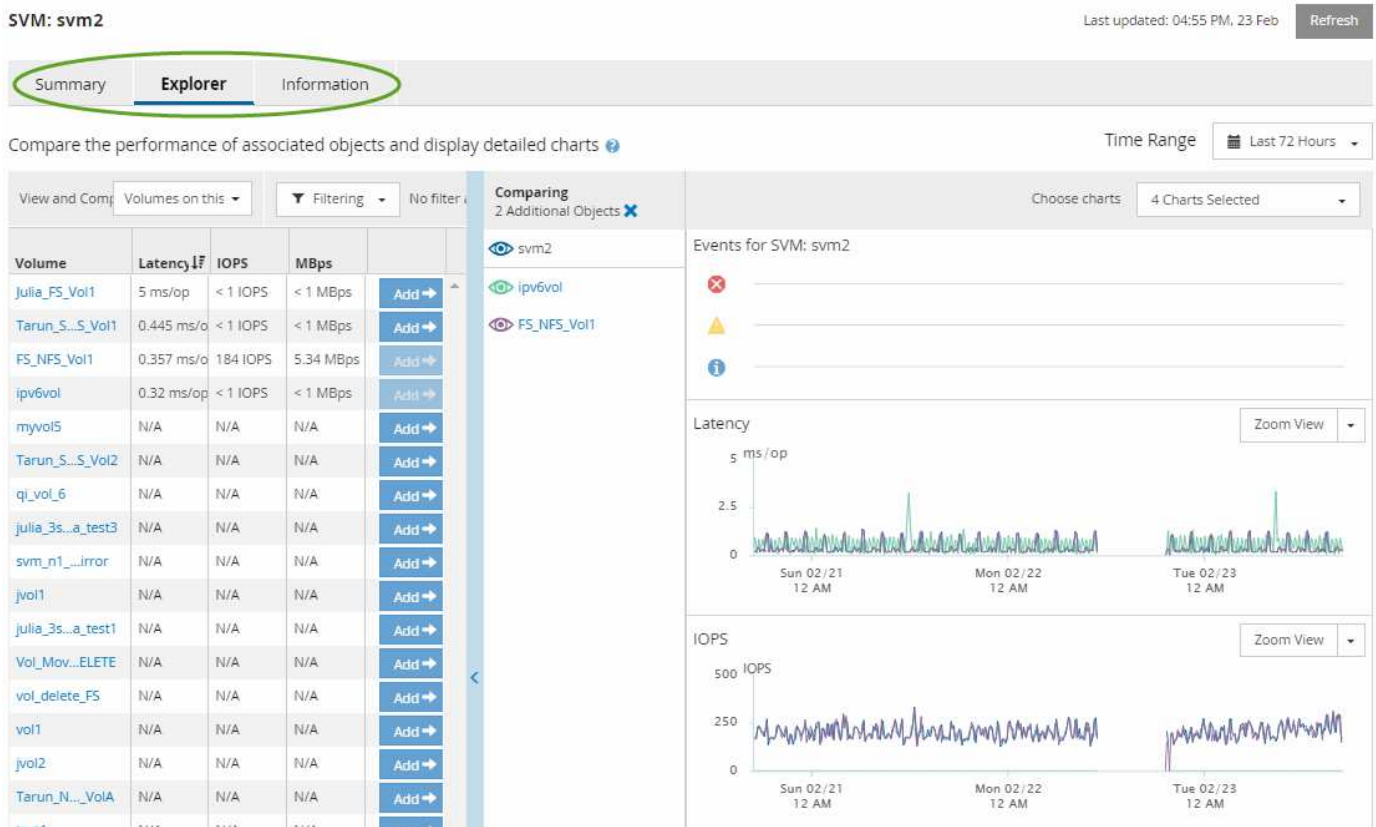 SVM: svm2
Last updated: 04:55 PM, 23 Feb Refresh
Summary Explorer Information
Compare the performance of associated objects and display detailed charts ?
Time Range Last 72 Hours
View and Comp Volumes on this Filtering No filter
Comparing
2 Additional Objects
Choose charts 4 Charts Selected
Volume Latency IOPS MBps
Julia_FS_Vol1 5 ms/op < 1 IOPS < 1 MBps Add
Tarun_S...S_Vol1 0.445 ms/o < 1 IOPS < 1 MBps Add
FS_NFS_Vol1 0.357 ms/o 184 IOPS 5.34 MBps Add
ipv6vol 0.32 ms/op < 1 IOPS < 1 MBps Add
myvol5 N/A N/A N/A Add
Tarun_S...S_Vol2 N/A N/A N/A Add
qi_vol_6 N/A N/A N/A Add
julia_3s...a_test3 N/A N/A N/A Add
svm_n1_...irror N/A N/A N/A Add
jvol1 N/A N/A N/A Add
julia_3s...a_test1 N/A N/A N/A Add
Vol_Mov...ELETE N/A N/A N/A Add
vol_delete_FS N/A N/A N/A Add
vol1 N/A N/A N/A Add
jvol2 N/A N/A N/A Add
Tarun_N..._VolA N/A N/A N/A Add
svm2
ipv6vol
FS_NFS_Vol1
Events for SVM: svm2
Latency Zoom View
5 ms/op
2.5
0
Sun 02/21 Mon 02/22 Tue 02/23
12 AM 12 AM 12 AM
IOPS Zoom View
500 IOPS
250
0
Sun 02/21 Mon 02/22 Tue 02/23
12 AM 12 AM 12 AM